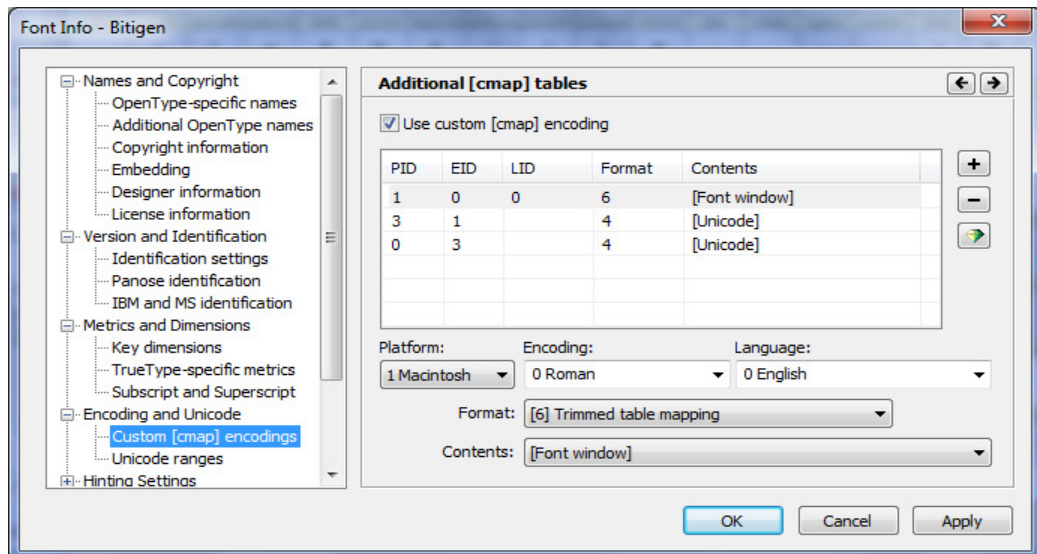 Font Info - Bitigen
Names and Copyright
OpenType-specific names
Additional OpenType names
Copyright information
Embedding
Designer information
License information
Version and Identification
Identification settings
Panose identification
IBM and MS identification
Metrics and Dimensions
Key dimensions
TrueType-specific metrics
Subscript and Superscript
Encoding and Unicode
Custom [cmap] encodings
Unicode ranges
Hinting Settings
Additional [cmap] tables
Use custom [cmap] encoding
PID EID LID Format Contents
1 0 0 6 [Font window]
3 1 4 [Unicode]
0 3 4 [Unicode]
Platform: Encoding: Language:
1 Macintosh 0 Roman 0 English
Format: [6] Trimmed table mapping
Contents: [Font window]
OK Cancel Apply